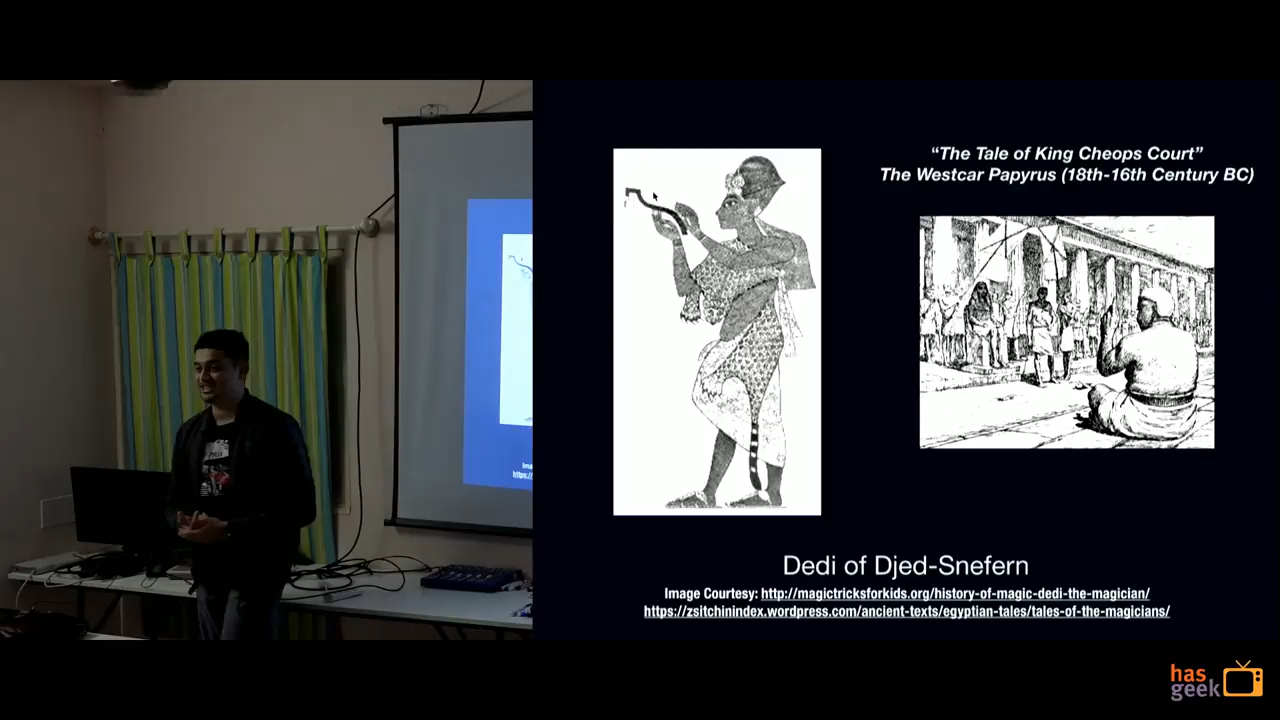 “The Tale of King Cheops Court”
The Westcar Papyrus (18th-16th Century BC)
Dedi of Djed-Snefern
Image Courtesy: http://magictricksforkids.org/history-of-magic-dedi-the-magician/
https://zsitchinindex.wordpress.com/ancient-texts/egyptian-tales/tales-of-the-magicians/
has
geek